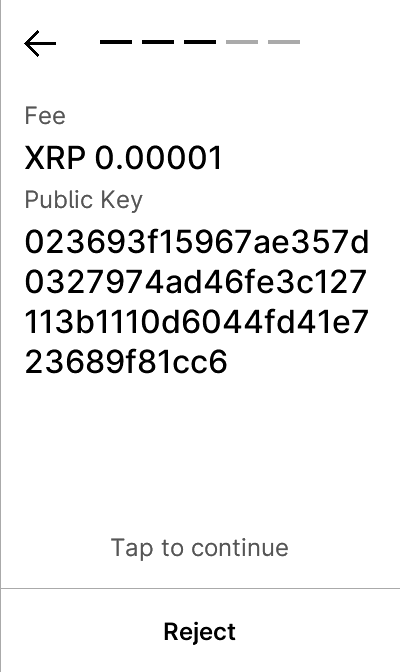 Fee
XRP 0.00001
Public Key
023693f15967ae357d
0327974ad46fe3c127
113b1110d6044fd41e7
23689f81cc6
Tap to continue
Reject